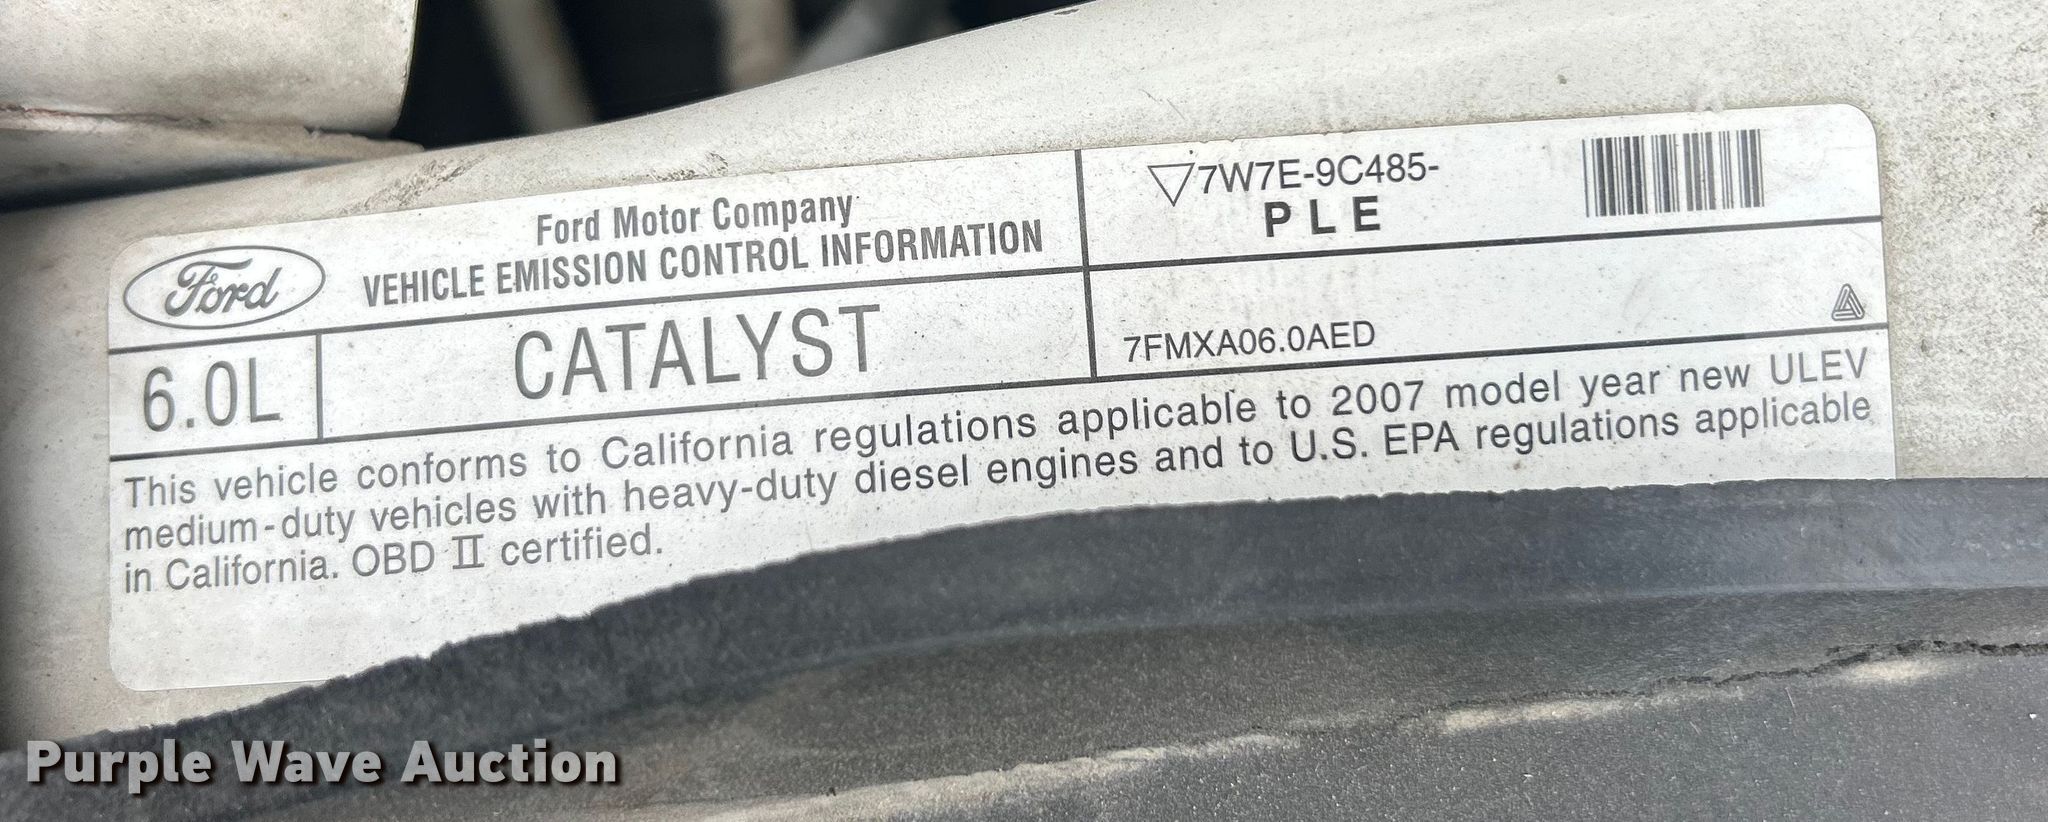 Ford
Ford Motor Company
VEHICLE EMISSION CONTROL INFORMATION
7W7E-9C485-
PLE
6.0L
CATALYST
7FMXA06.0AED
This vehicle conforms to California regulations applicable to 2007 model year new ULEV
medium-duty vehicles with heavy-duty diesel engines and to U.S. EPA regulations applicable
in California. OBD II certified.
Purple Wave Auction